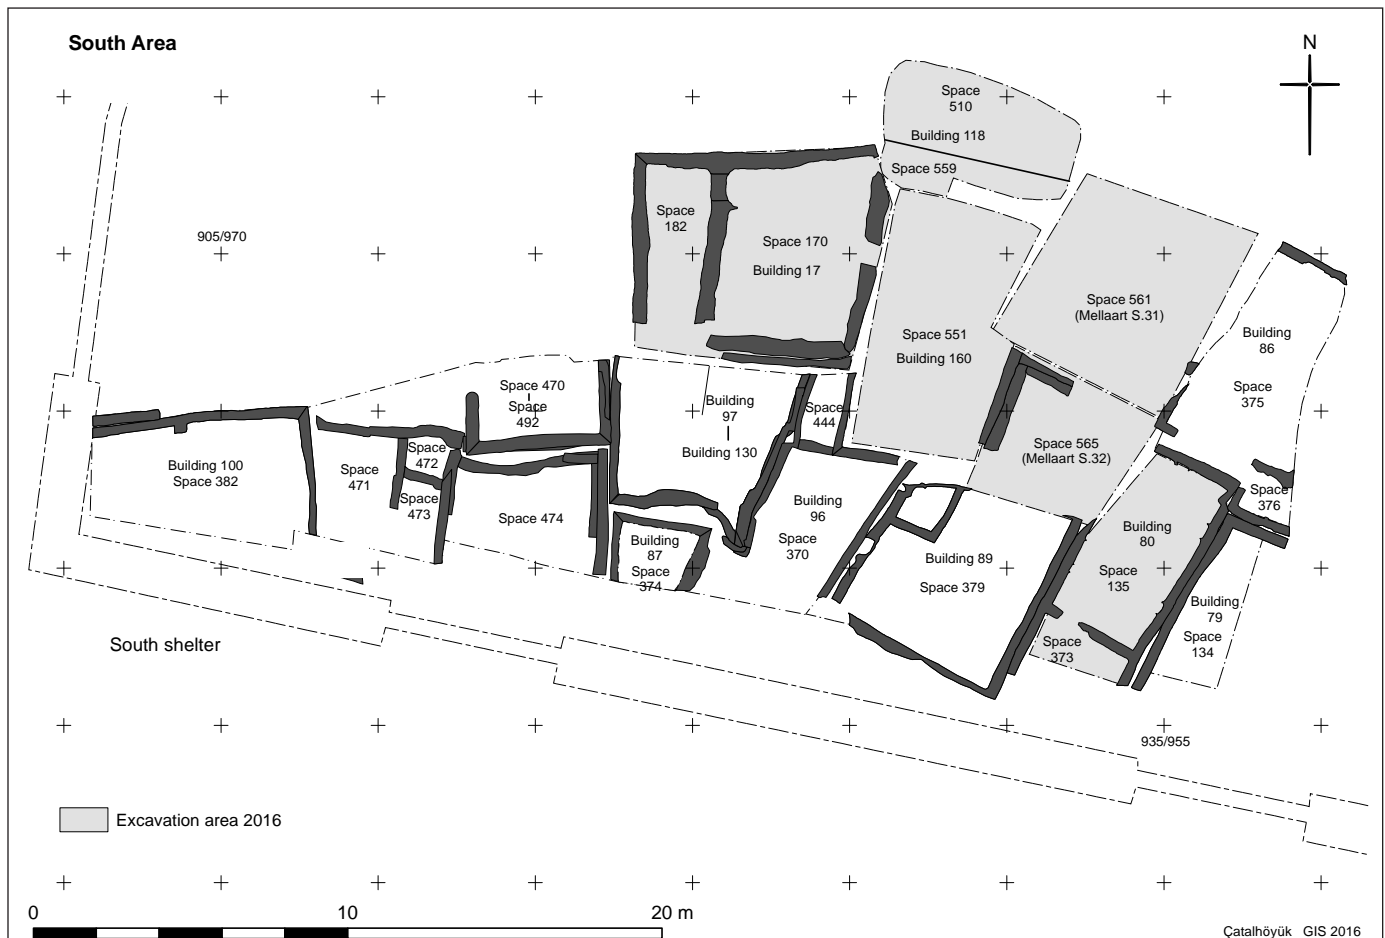 South Area
N
Space
510
Building 118
Space 559
Space
182
Space 170
Building 17
905/970
Space 561
(Mellaart S.31)
Space 551
Building 160
Building
86
Space
375
Space 470
Space
492
Building
97
Building 130
Space
444
Space 565
(Mellaart S.32)
Building 100
Space 382
Space
471
Space
472
Space
473
Space 474
Building
96
Space
370
Space
376
Building
80
Space
135
Building
87
Space
374
Building 89
Space 379
Building
79
Space
134
Space
373
South shelter
935/955
Excavation area 2016
0
10
20 m
Çatalhöyük GIS 2016